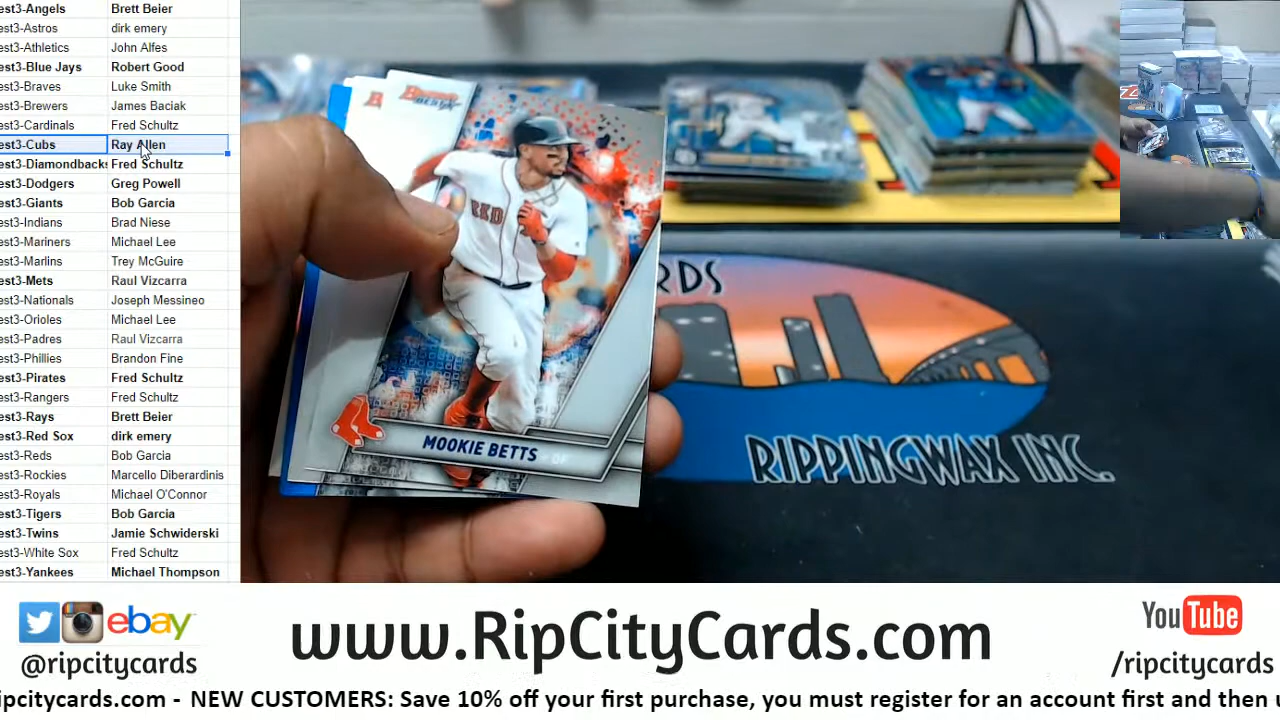 est3-Angels Brett Beier
est3-Astros dirk emery
est3-Athletics John Alfes
est3-Blue Jays Robert Good
est3-Braves Luke Smith
est3-Brewers James Baciak
est3-Cardinals Fred Schultz
est3-Cubs Ray Allen
est3-Diamondbacks Fred Schultz
est3-Dodgers Greg Powell
est3-Giants Bob Garcia
est3-Indians Brad Niese
est3-Mariners Michael Lee
est3-Marlins Trey McGuire
est3-Mets Raul Vizcarra
est3-Nationals Joseph Messineo
est3-Orioles Michael Lee
est3-Padres Raul Vizcarra
est3-Phillies Brandon Fine
est3-Pirates Fred Schultz
est3-Rangers Fred Schultz
est3-Rays Brett Beier
est3-Red Sox dirk emery
est3-Reds Bob Garcia
est3-Rockies Marcello Diberardinis
est3-Royals Michael O'Connor
est3-Tigers Bob Garcia
est3-Twins Jamie Schwiderski
est3-White Sox Fred Schultz
est3-Yankees Michael Thompson
MOOKIE BETTS
RDS
RIPPINGWAX INC.
ebay
@ripcitycards
www.RipCityCards.com
YouTube
/ripcitycards
ipcitycards.com - NEW CUSTOMERS: Save 10% off your first purchase, you must register for an account first and then u